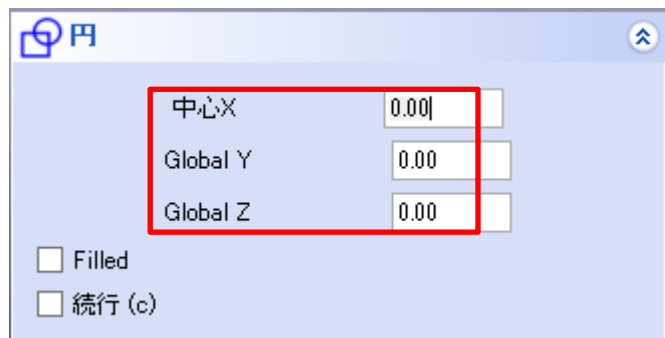 円
中心X 0.00
Global Y 0.00
Global Z 0.00
Filled
続行 (c)